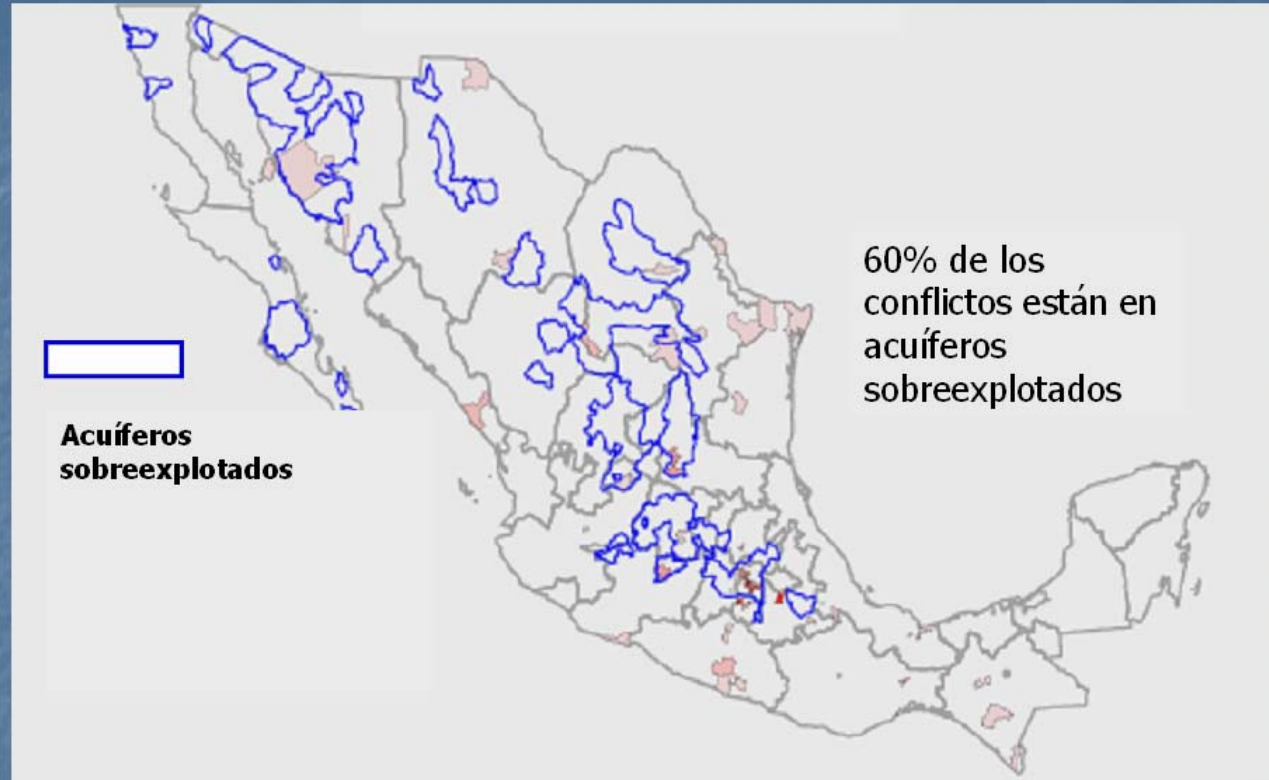 60% de los
conflictos están en
acuíferos
sobreexplotados
Acuíferos
sobreexplotados